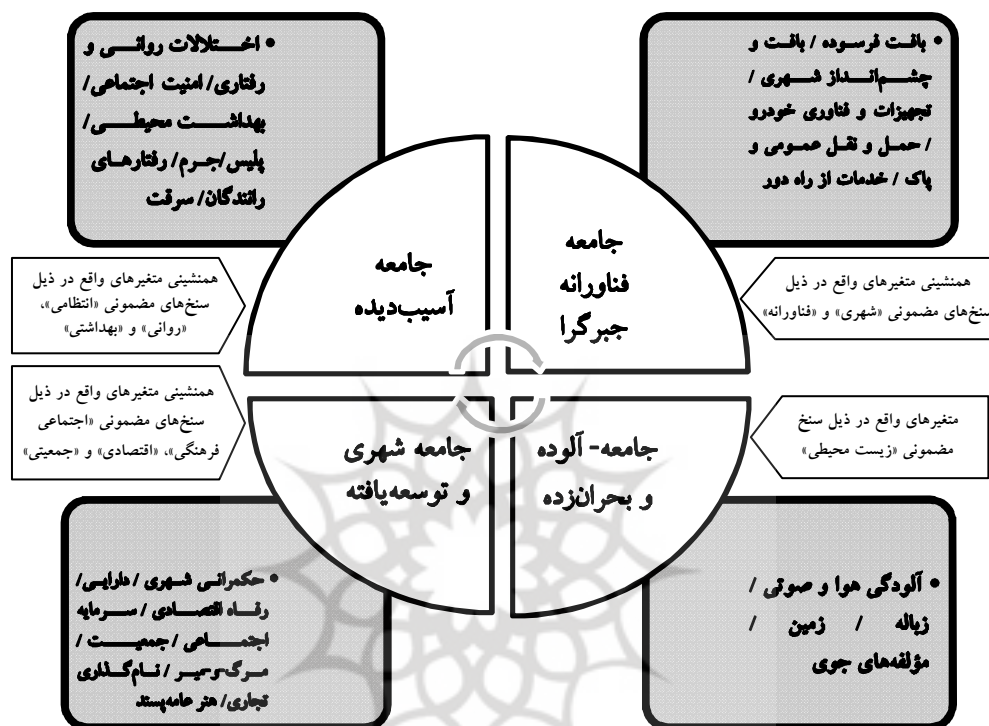 • بافت فرسوده / بافت و
چشم‌انداز شهری /
تجهیزات و فناوری خودرو
/ حمل و نقل عمومی و
پاک / خدمات از راه دور
• اختلالات روانی و
رفتاری/ امنیت اجتماعی/
بهداشت محیطی/
پلیس/جرم/ رفتارهای
رانندگان/ سرقت
جامعه
فناورانه
جبرگرا
جامعه
آسیب‌دیده
همنشینی متغیرهای واقع در ذیل
سنخ‌های مضمونی «شهری» و «فناورانه»
همنشینی متغیرهای واقع در ذیل
سنخ‌های مضمونی «انتظامی»،
«روانی» و «بهداشتی»
متغیرهای واقع در ذیل سنخ
مضمونی «زیست محیطی»
همنشینی متغیرهای واقع در ذیل
سنخ‌های مضمونی «اجتماعی
فرهنگی»، «اقتصادی» و «جمعیتی»
جامعه- آلوده
و بحران‌زده
جامعه شهری
و توسعه‌یافته
• آلودگی هوا و صوتی /
زباله / زمین /
مؤلفه‌های جوی
• حکمرانی شهری / دارایی/
رفاه اقتصادی / سرمایه
اجتماعی / جمعیت /
مرگ‌ومیر / نام‌گذاری
تجاری/ هنر عامه‌پسند